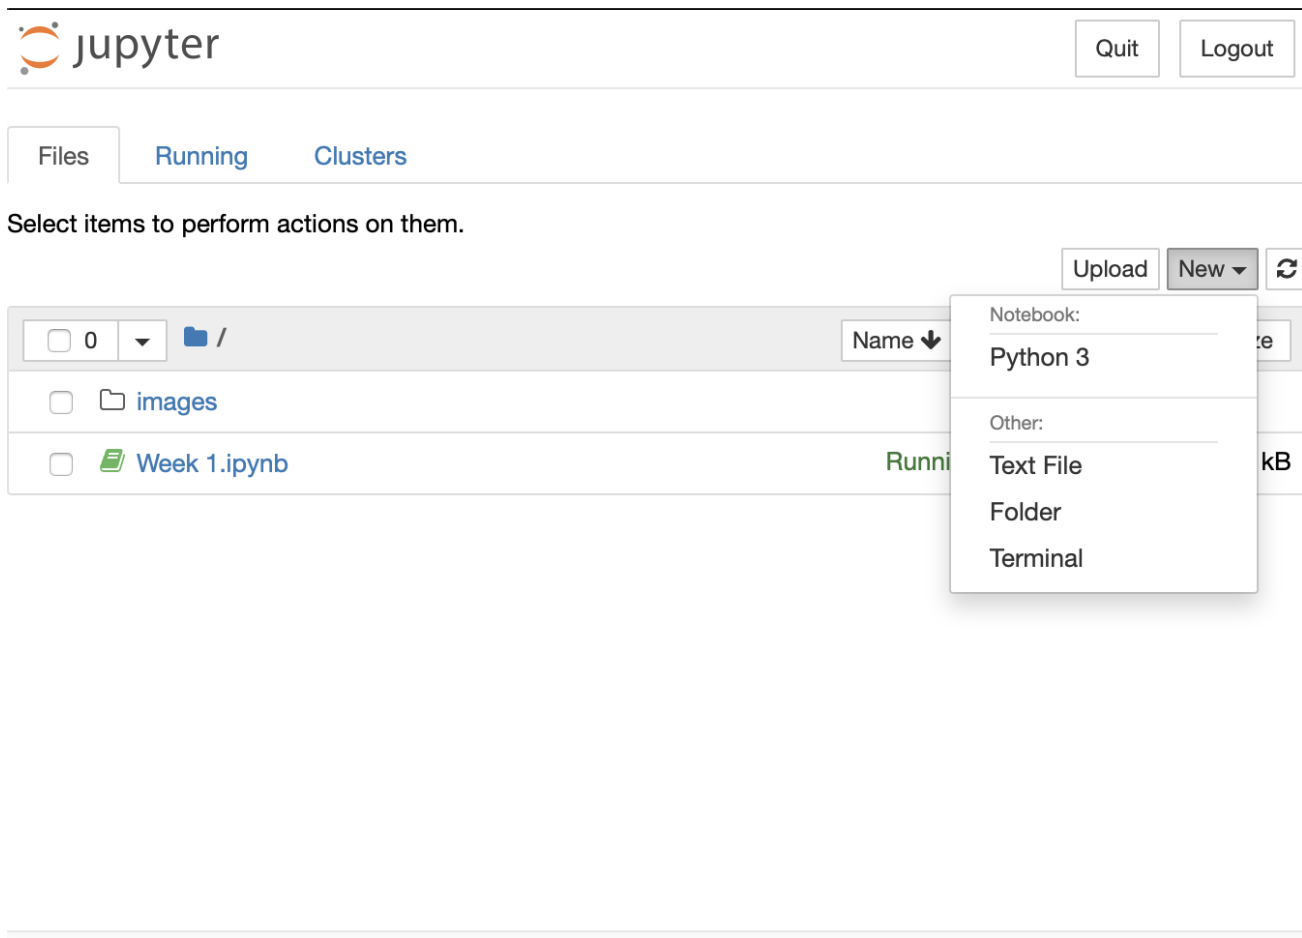 jupyter
Quit Logout
Files Running Clusters
Select items to perform actions on them.
Upload New
0 / Name
Notebook:
Python 3
images
Other:
Week 1.ipynb kB
Text File
Folder
Terminal